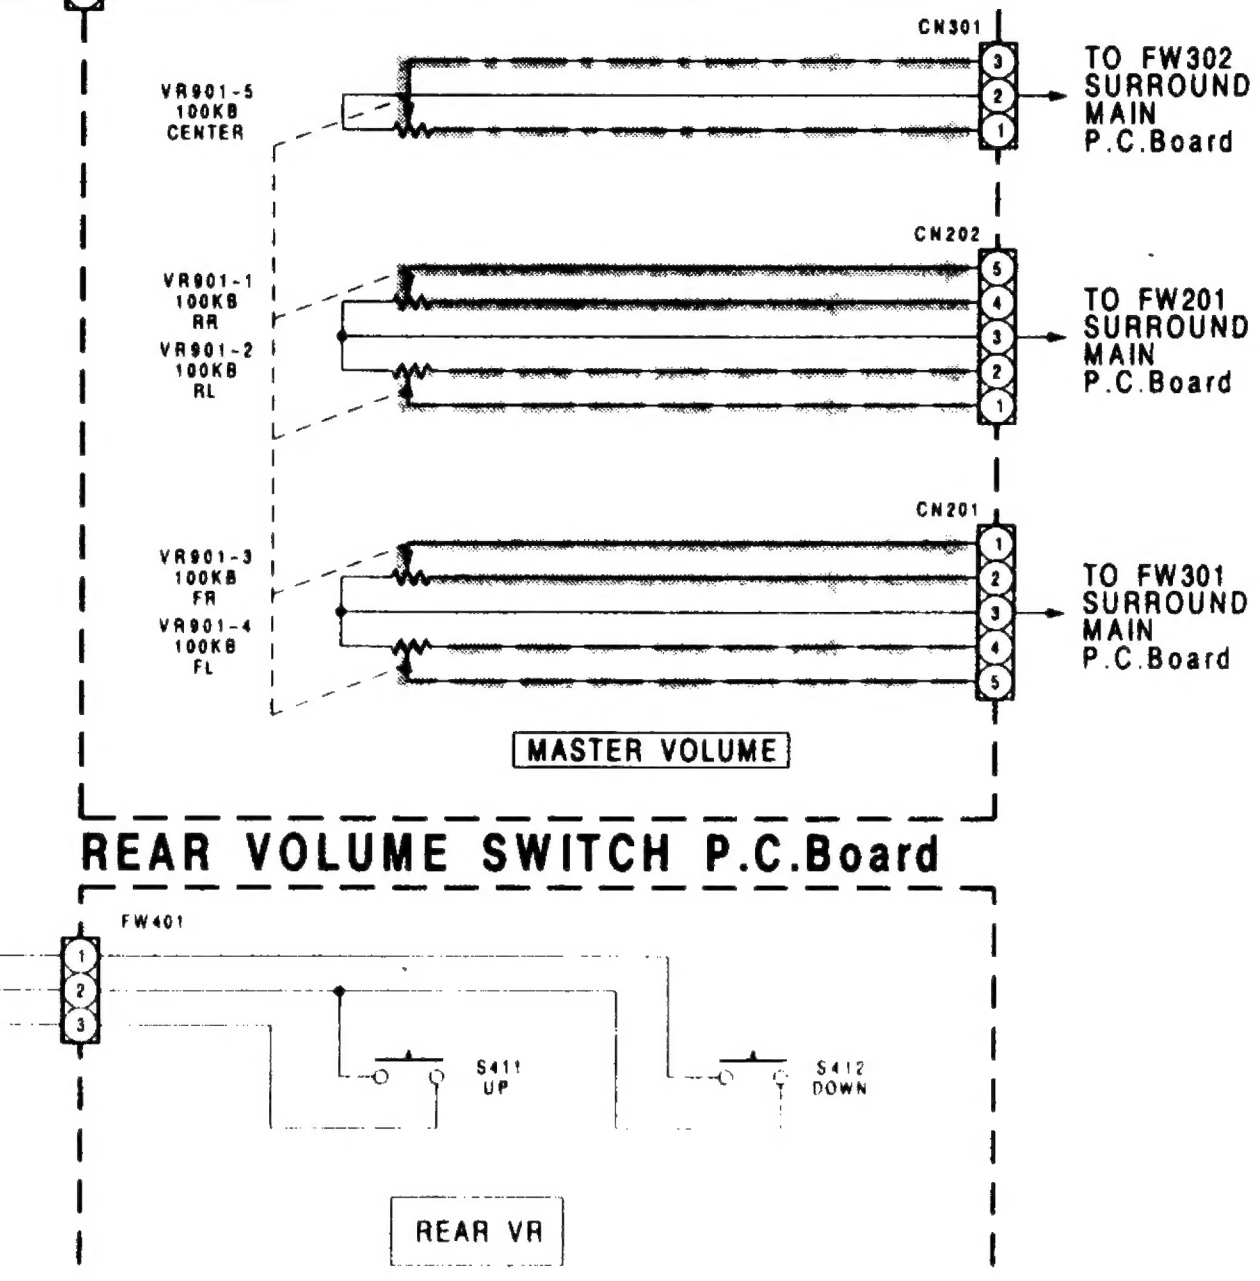 CN301
3
2
1
TO FW302
SURROUND
MAIN
P.C.Board
VR901-5
100KB
CENTER
CN202
5
4
3
2
1
TO FW201
SURROUND
MAIN
P.C.Board
VR901-1
100KB
RR
VR901-2
100KB
RL
CN201
1
2
3
4
5
TO FW301
SURROUND
MAIN
P.C.Board
VR901-3
100KB
FR
VR901-4
100KB
FL
MASTER VOLUME
REAR VOLUME SWITCH P.C.Board
FW401
1
2
3
S411
UP
S412
DOWN
REAR VR